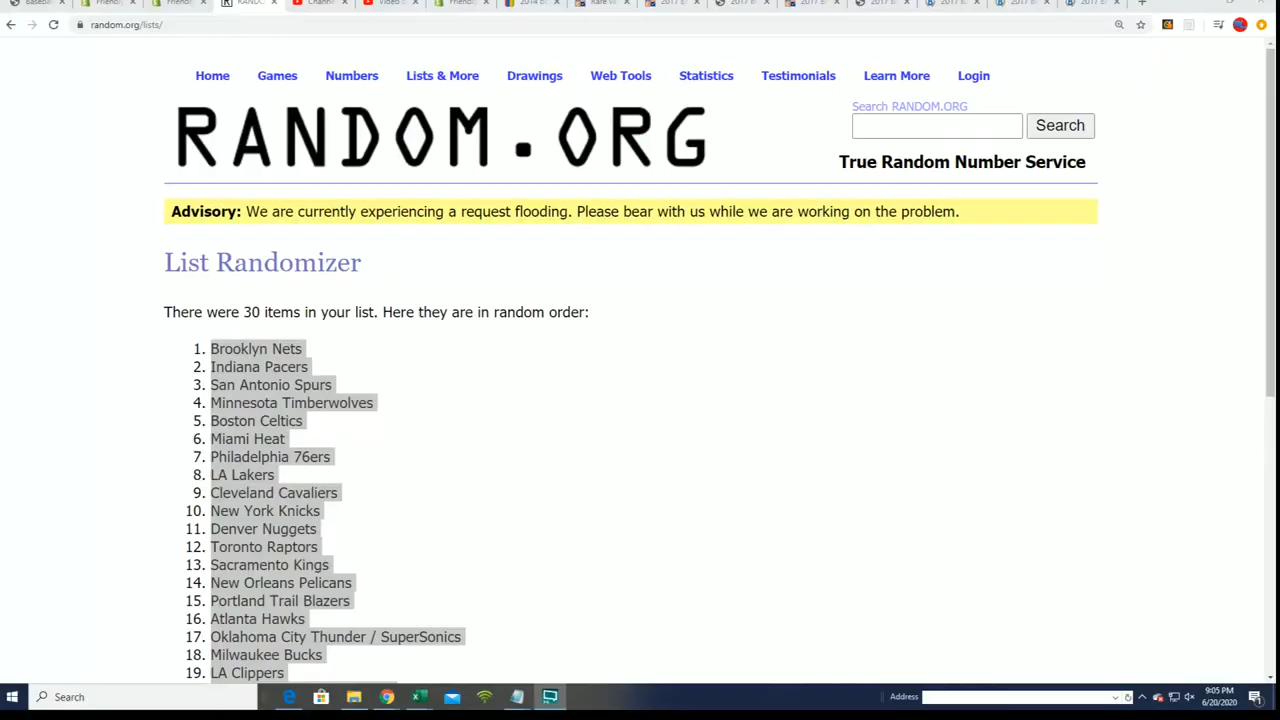 random.org/lists/
Home Games Numbers Lists & More Drawings Web Tools Statistics Testimonials Learn More Login
RANDOM.ORG
Search RANDOM.ORG
Search
True Random Number Service
Advisory: We are currently experiencing a request flooding. Please bear with us while we are working on the problem.
List Randomizer
There were 30 items in your list. Here they are in random order:
1. Brooklyn Nets
2. Indiana Pacers
3. San Antonio Spurs
4. Minnesota Timberwolves
5. Boston Celtics
6. Miami Heat
7. Philadelphia 76ers
8. LA Lakers
9. Cleveland Cavaliers
10. New York Knicks
11. Denver Nuggets
12. Toronto Raptors
13. Sacramento Kings
14. New Orleans Pelicans
15. Portland Trail Blazers
16. Atlanta Hawks
17. Oklahoma City Thunder / SuperSonics
18. Milwaukee Bucks
19. LA Clippers
Search
Address
9:05 PM
6/20/2020